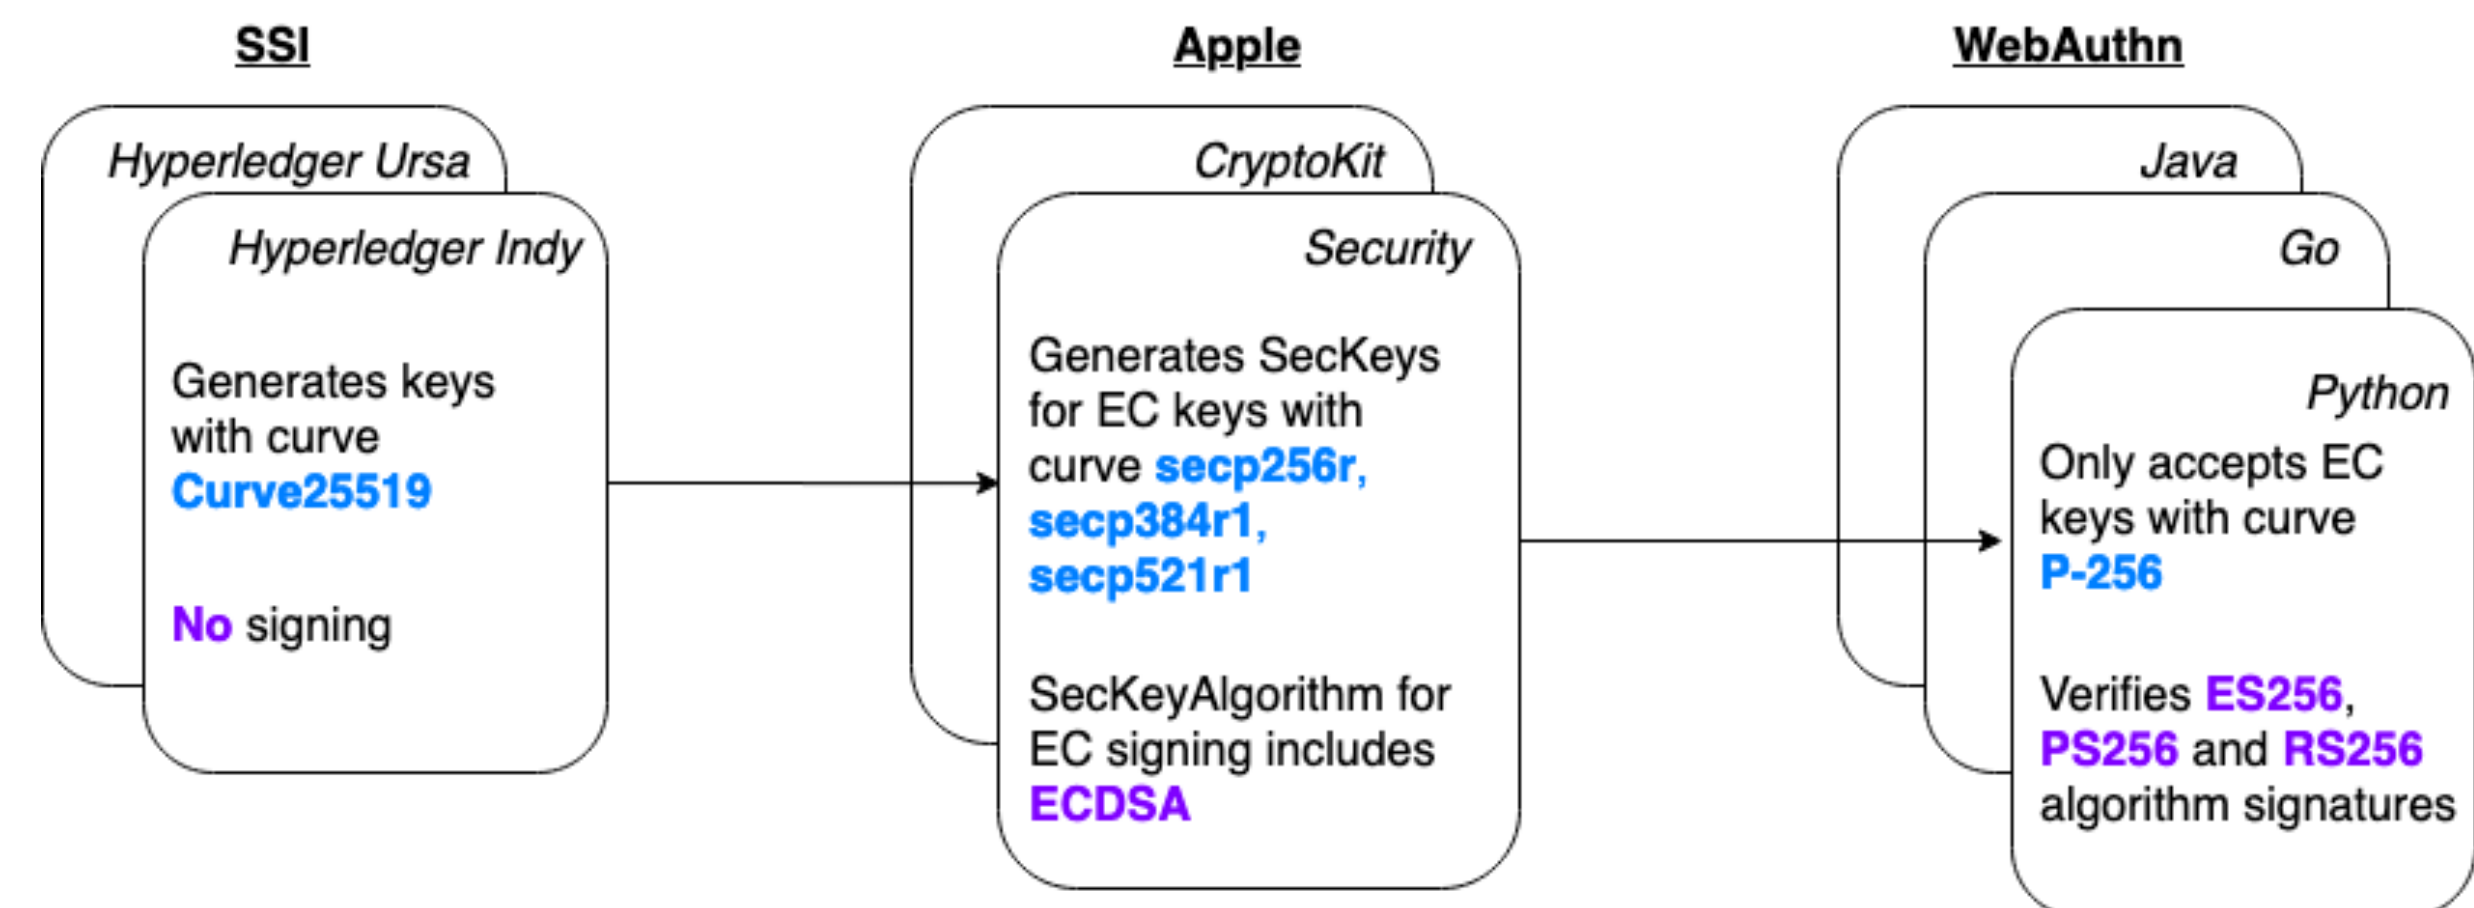 SSI
Hyperledger Ursa
Hyperledger Indy
Generates keys
with curve
Curve25519
No signing
Apple
CryptoKit
Security
Generates SecKeys
for EC keys with
curve secp256r,
secp384r1,
secp521r1
SecKeyAlgorithm for
EC signing includes
ECDSA
WebAuthn
Java
Go
Python
Only accepts EC
keys with curve
P-256
Verifies ES256,
PS256 and RS256
algorithm signatures